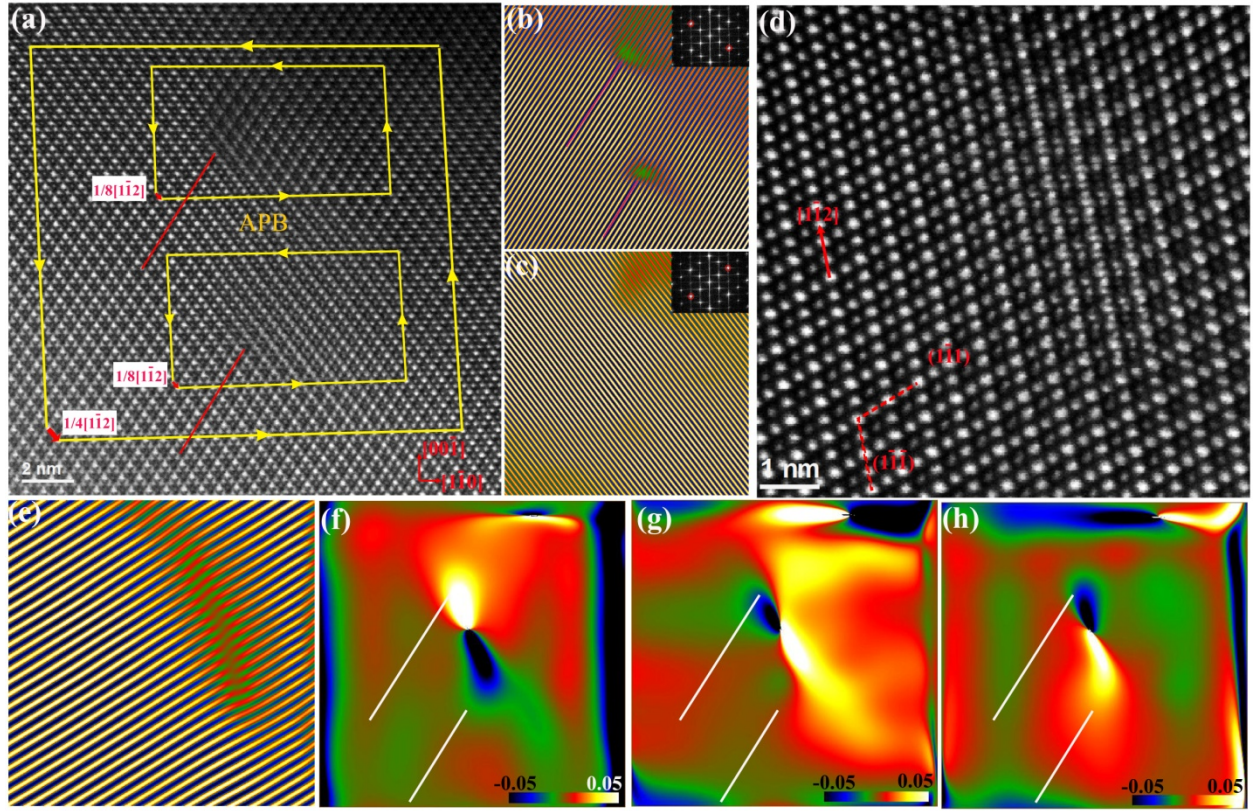 (a)
1/8[11̄2]
APB
1/8[11̄2]
1/4[11̄2]
2 nm
[001̄]
[11̄0]
(b)
(c)
(d)
[11̄2]
(11̄1)
(11̄1̄)
1 nm
(e)
(f)
-0.05 0.05
(g)
-0.05 0.05
(h)
-0.05 0.05